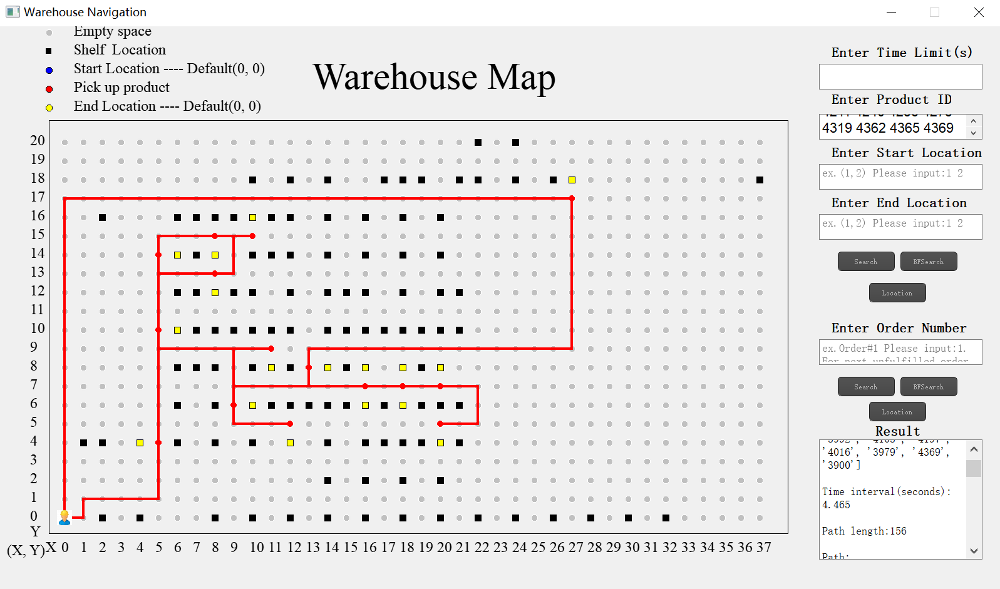 Warehouse Navigation
Empty space
Shelf Location
Start Location ---- Default(0, 0)
Pick up product
End Location ---- Default(0, 0)
Warehouse Map
20
19
18
17
16
15
14
13
12
11
10
9
8
7
6
5
4
3
2
1
0
Y
(X, Y)X 0 1 2 3 4 5 6 7 8 9 10 11 12 13 14 15 16 17 18 19 20 21 22 23 24 25 26 27 28 29 30 31 32 33 34 35 36 37
Enter Time Limit(s)
Enter Product ID
4319 4362 4365 4369
Enter Start Location
ex.(1,2) Please input:1 2
Enter End Location
ex.(1,2) Please input:1 2
Search BFSearch
Location
Enter Order Number
ex.Order#1 Please input:1.
For next unfulfilled order
Search BFSearch
Location
Result
'4016', '3979', '4369',
'3900']
Time interval(seconds):
4.465
Path length:156
Path: